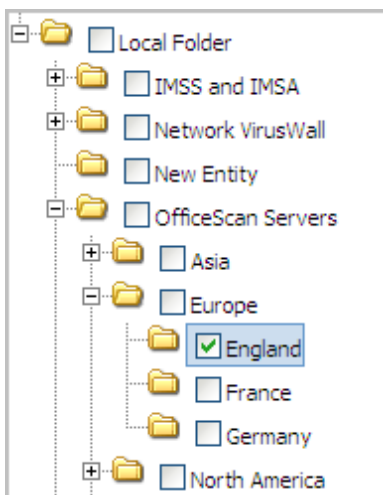 Local Folder
IMSS and IMSA
Network VirusWall
New Entity
OfficeScan Servers
Asia
Europe
England
France
Germany
North America